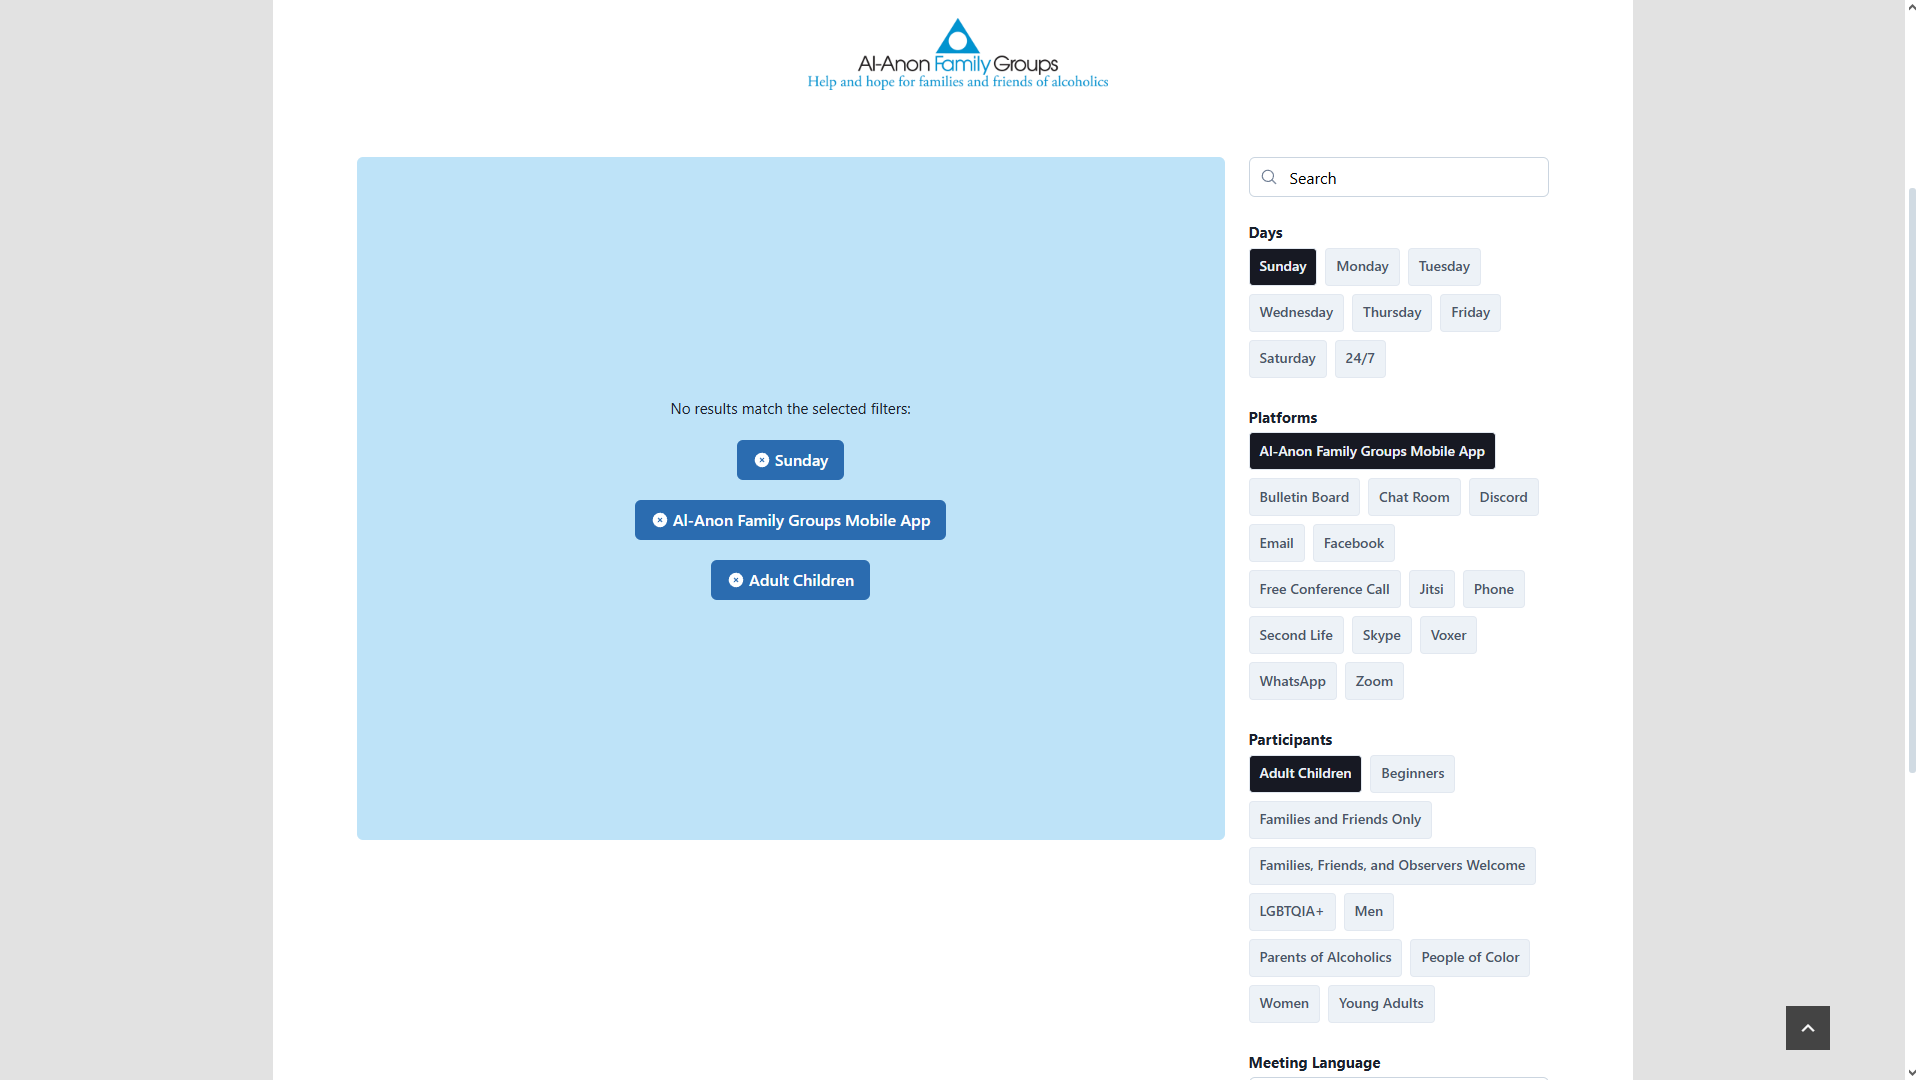 Al-Anon Family Groups
Help and hope for families and friends of alcoholics
No results match the selected filters:
Sunday
Al-Anon Family Groups Mobile App
Adult Children
Search
Days
Sunday Monday Tuesday
Wednesday Thursday Friday
Saturday 24/7
Platforms
Al-Anon Family Groups Mobile App
Bulletin Board Chat Room Discord
Email Facebook
Free Conference Call Jitsi Phone
Second Life Skype Voxer
WhatsApp Zoom
Participants
Adult Children Beginners
Families and Friends Only
Families, Friends, and Observers Welcome
LGBTQIA+ Men
Parents of Alcoholics People of Color
Women Young Adults
Meeting Language